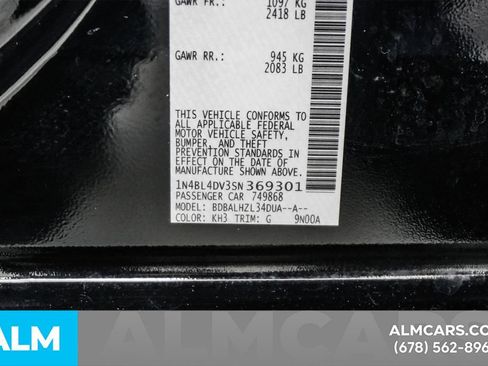 GAWR FR.: 1097 KG
2418 LB
GAWR RR.: 945 KG
2083 LB
THIS VEHICLE CONFORMS TO
ALL APPLICABLE FEDERAL
MOTOR VEHICLE SAFETY,
BUMPER, AND THEFT
PREVENTION STANDARDS IN
EFFECT ON THE DATE OF
MANUFACTURE SHOWN ABOVE.
1N4BL4DV3SN369301
PASSENGER CAR 749868
MODEL: BDBALHZL34DUA--A--
COLOR: KH3 TRIM: G 9N00A
ALM
ALMCARS
ALMCARS.CO
(678) 562-896